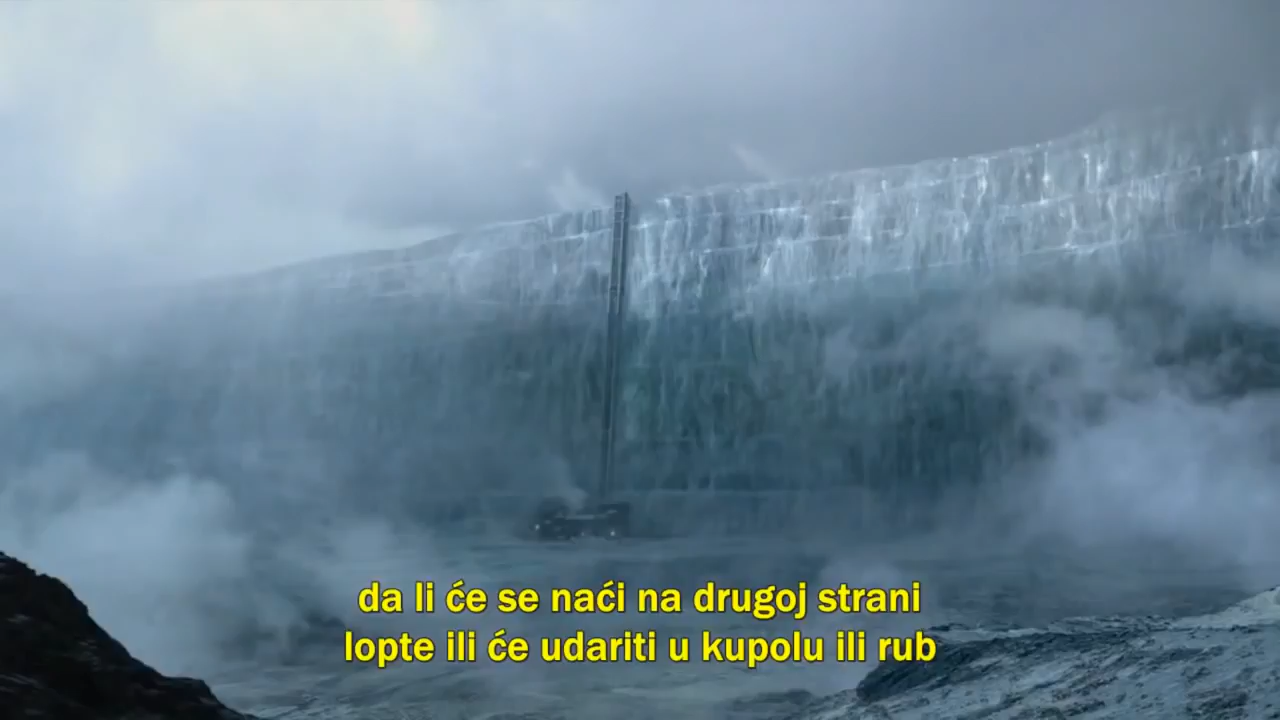 da li će se naći na drugoj strani
lopte ili će udariti u kupolu ili rub